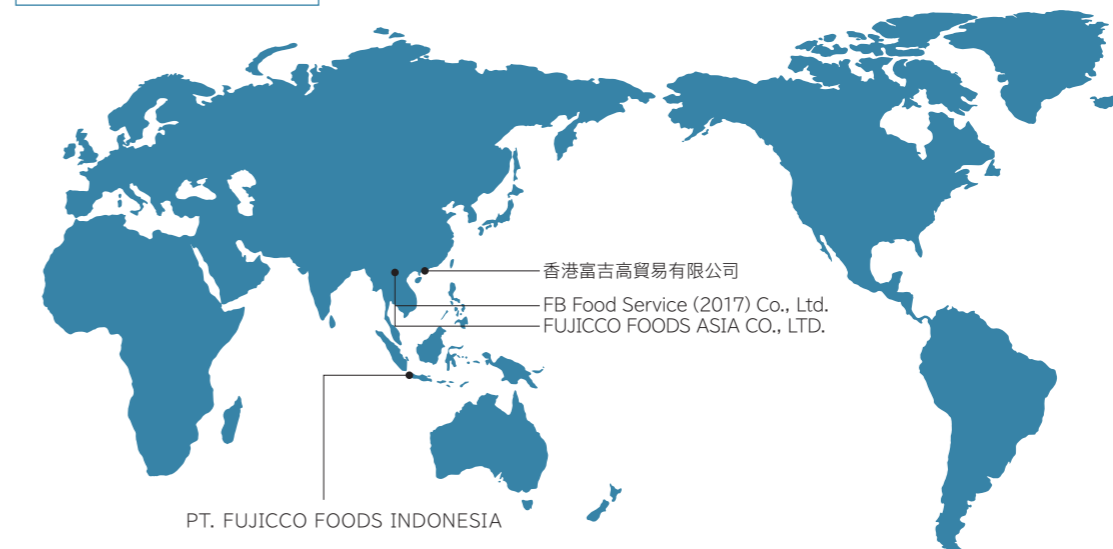 香港富吉高貿易有限公司
FB Food Service (2017) Co., Ltd.
FUJICCO FOODS ASIA CO., LTD.
PT. FUJICCO FOODS INDONESIA